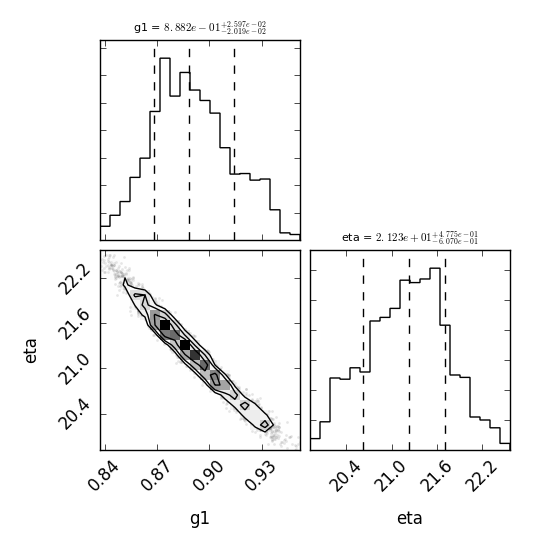 g1 = 8.882e−01+2.597e−02 −2.019e−02
eta = 2.123e+01+4.775e−01 −6.070e−01
22.2
21.6
21.0
20.4
eta
0.84 0.87 0.90 0.93
20.4 21.0 21.6 22.2
g1
eta